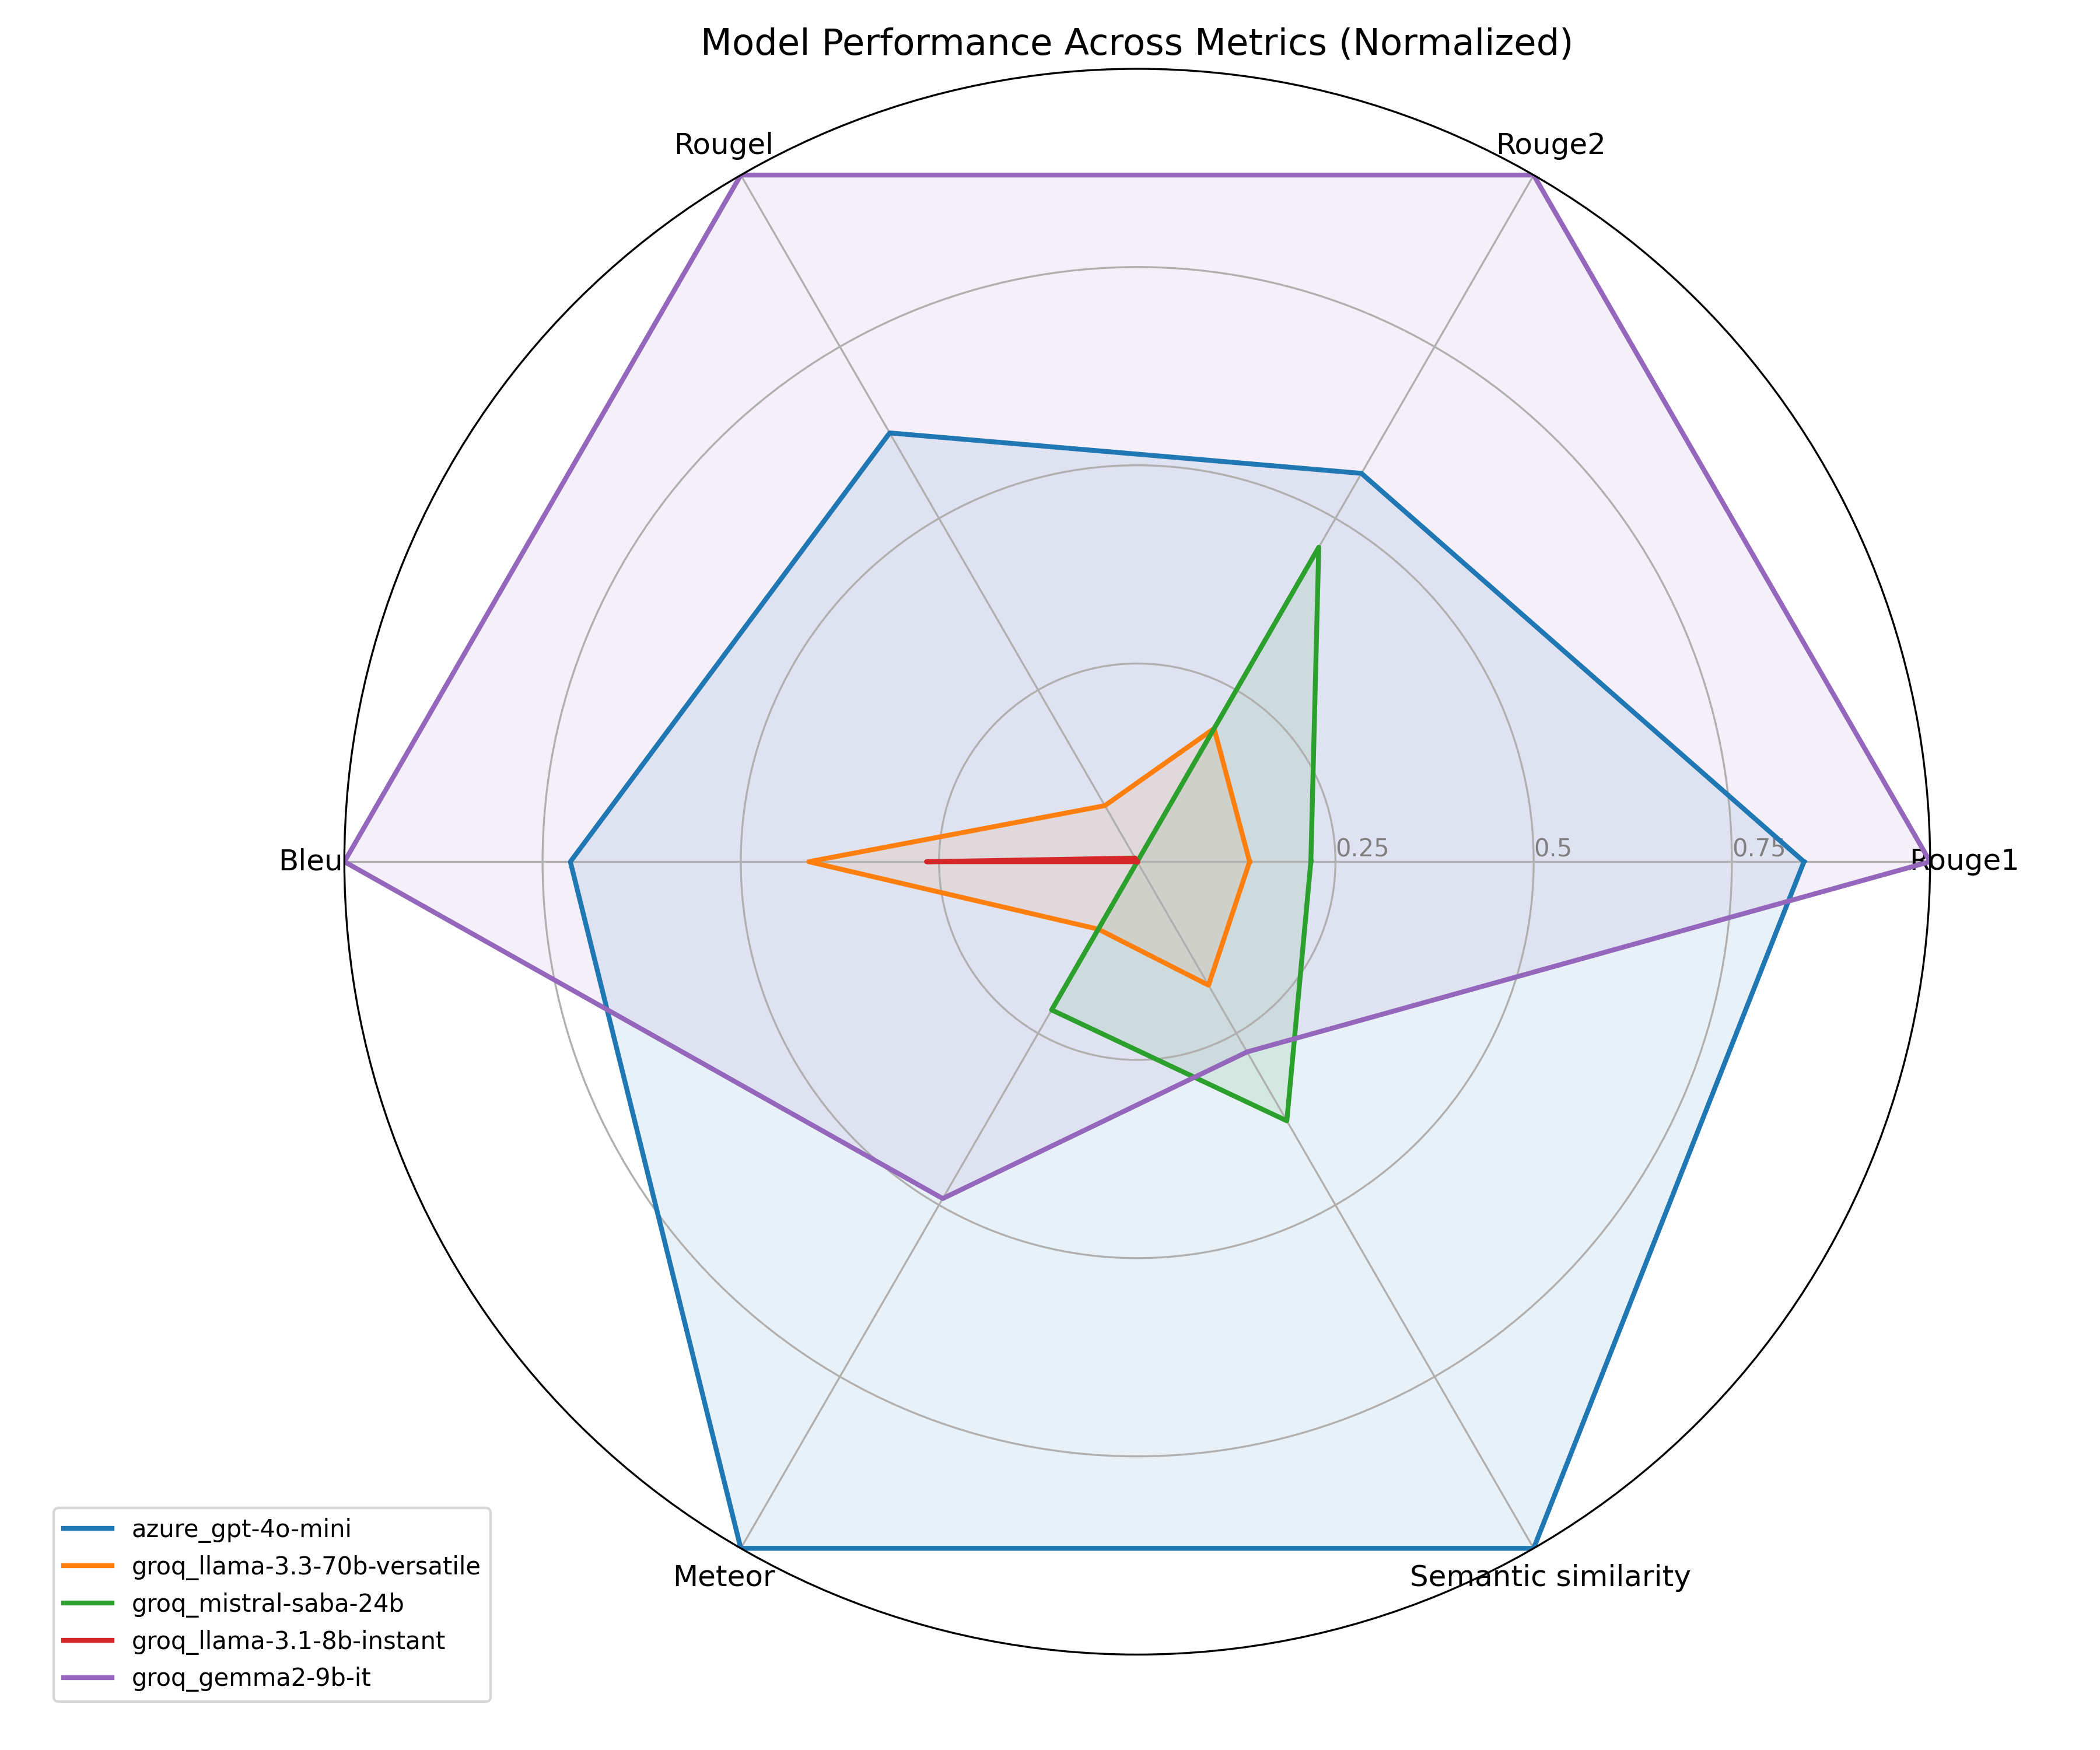 Model Performance Across Metrics (Normalized)
Rougel
Rouge2
Bleu
0.25
0.5
0.75
Rouge1
Meteor
Semantic similarity
azure_gpt-4o-mini
groq_llama-3.3-70b-versatile
groq_mistral-saba-24b
groq_llama-3.1-8b-instant
groq_gemma2-9b-it